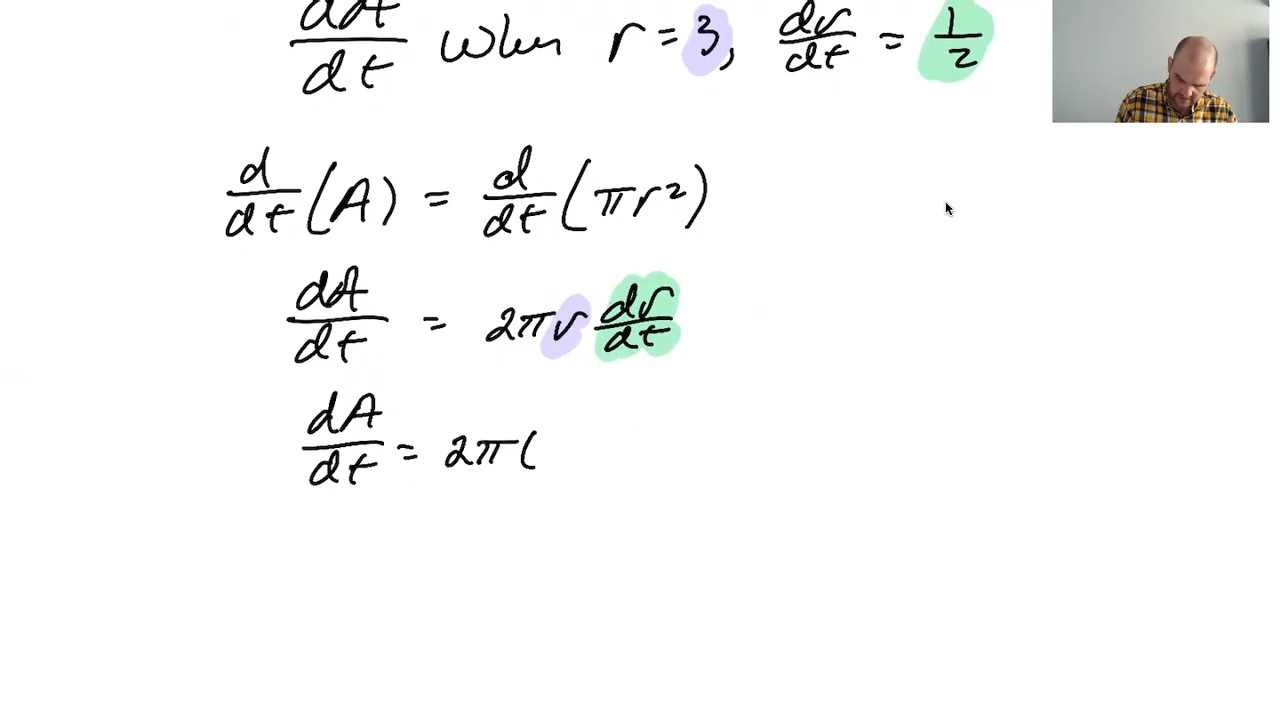 dA/dt when r = 3, dr/dt = 1/2
d/dt (A) = d/dt (πr²)
dA/dt = 2πr dr/dt
dA/dt = 2π(